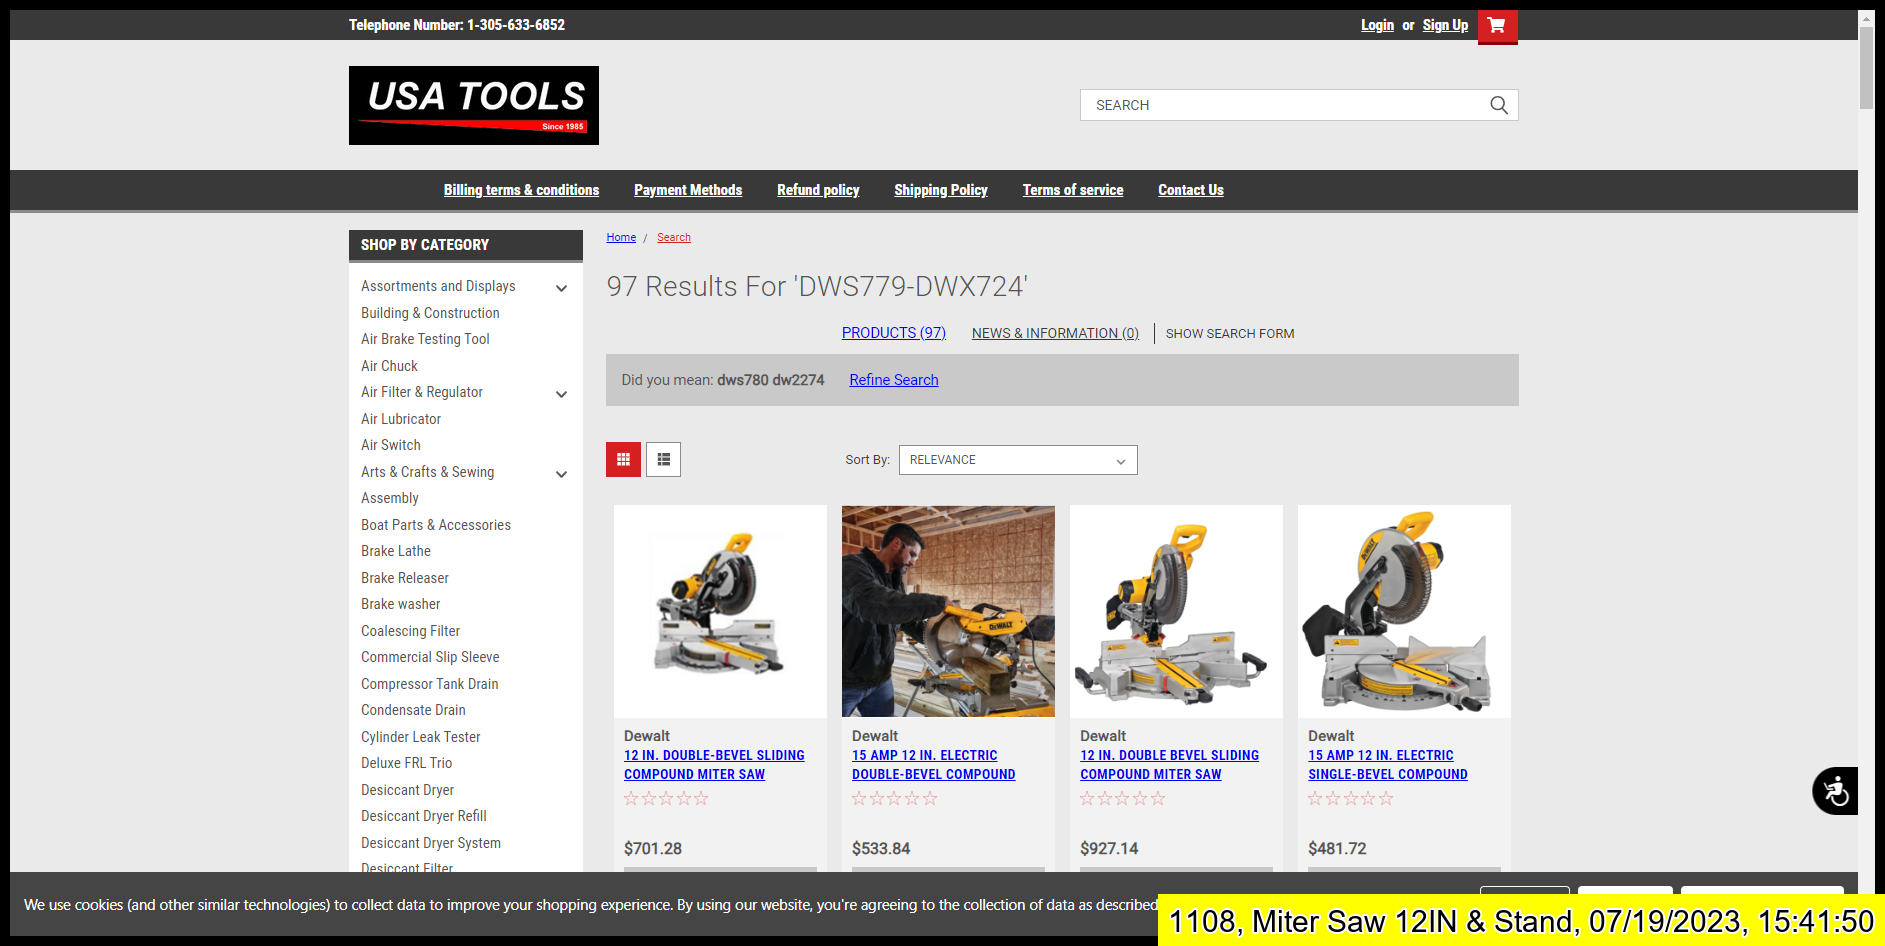 Telephone Number: 1-305-633-6852
Login or Sign Up
USA TOOLS
Since 1985
SEARCH
Billing terms & conditions
Payment Methods
Refund policy
Shipping Policy
Terms of service
Contact Us
SHOP BY CATEGORY
Assortments and Displays
Building & Construction
Air Brake Testing Tool
Air Chuck
Air Filter & Regulator
Air Lubricator
Air Switch
Arts & Crafts & Sewing
Assembly
Boat Parts & Accessories
Brake Lathe
Brake Releaser
Brake washer
Coalescing Filter
Commercial Slip Sleeve
Compressor Tank Drain
Condensate Drain
Cylinder Leak Tester
Deluxe FRL Trio
Desiccant Dryer
Desiccant Dryer Refill
Desiccant Dryer System
Desiccant Filter
Home / Search
97 Results For 'DWS779-DWX724'
PRODUCTS (97)
NEWS & INFORMATION (0)
SHOW SEARCH FORM
Did you mean: dws780 dw2274 Refine Search
Sort By: RELEVANCE
DEWALT
DEWALT
Dewalt
12 IN. DOUBLE-BEVEL SLIDING
COMPOUND MITER SAW
$701.28
Dewalt
15 AMP 12 IN. ELECTRIC
DOUBLE-BEVEL COMPOUND
$533.84
Dewalt
12 IN. DOUBLE BEVEL SLIDING
COMPOUND MITER SAW
$927.14
Dewalt
15 AMP 12 IN. ELECTRIC
SINGLE-BEVEL COMPOUND
$481.72
We use cookies (and other similar technologies) to collect data to improve your shopping experience. By using our website, you're agreeing to the collection of data as described
1108, Miter Saw 12IN & Stand, 07/19/2023, 15:41:50